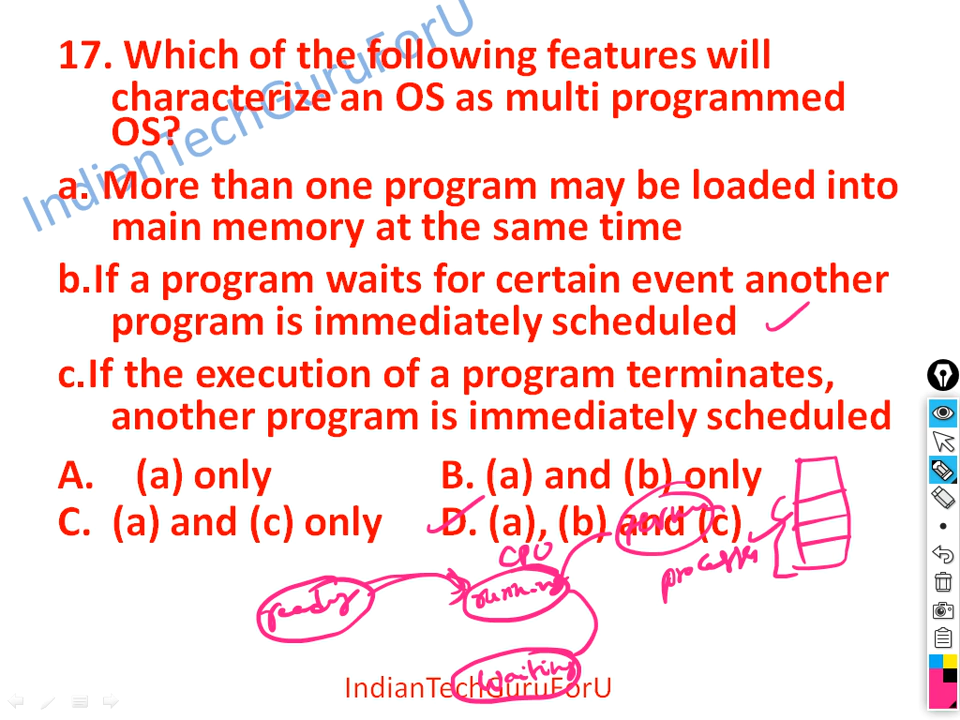 17. Which of the following features will
characterize an OS as multi programmed
OS?
IndianTechGuruForU
a. More than one program may be loaded into
main memory at the same time
b.If a program waits for certain event another
program is immediately scheduled
c.If the execution of a program terminates,
another program is immediately scheduled
A. (a) only B. (a) and (b) only
C. (a) and (c) only D. (a), (b) and (c)
CPU
ready running
waiting
IndianTechGuruForU